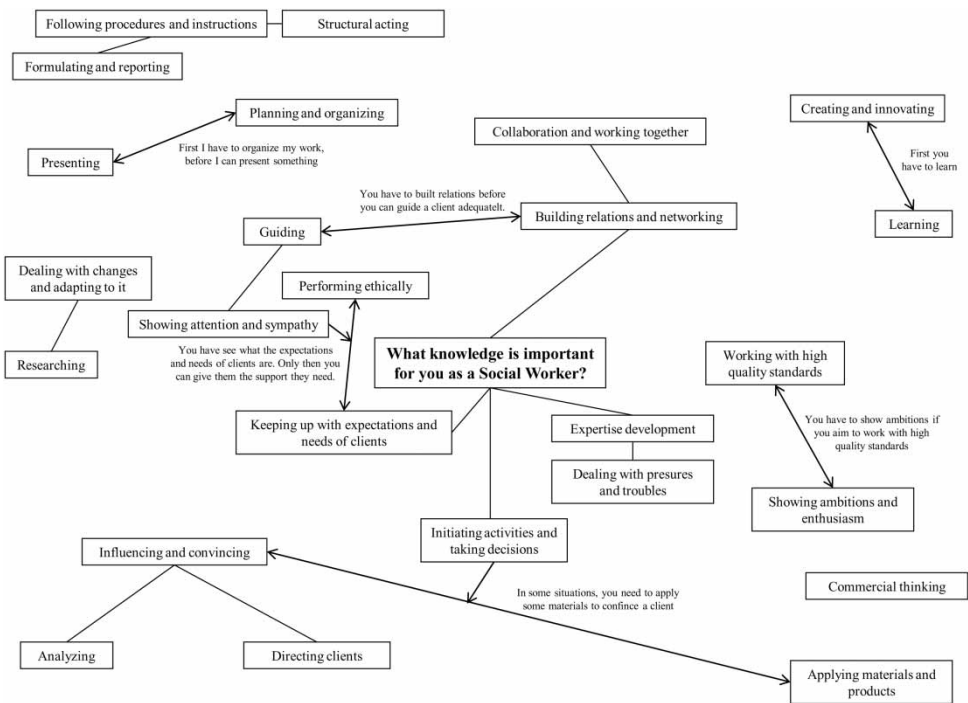 Following procedures and instructions
Structural acting
Formulating and reporting
Planning and organizing
First I have to organize my work,
before I can present something
Presenting
Collaboration and working together
Creating and innovating
First you
have to learn
Learning
You have to built relations before
you can guide a client adequatelt.
Building relations and networking
Guiding
Dealing with changes
and adapting to it
Researching
Performing ethically
Showing attention and sympathy
You have see what the expectations
and needs of clients are. Only then you
can give them the support they need.
What knowledge is important
for you as a Social Worker?
Working with high
quality standards
You have to show ambitions if
you aim to work with high
quality standards
Showing ambitions and
enthusiasm
Keeping up with expectations and
needs of clients
Expertise development
Dealing with presures
and troubles
Initiating activities and
taking decisions
Influencing and convincing
In some situations, you need to apply
some materials to confince a client
Commercial thinking
Analyzing
Directing clients
Applying materials and
products